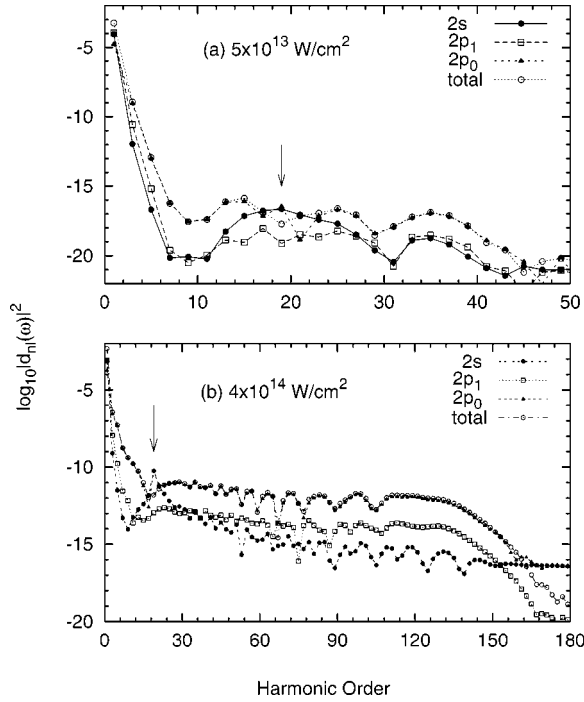 (a) 5x10¹³ W/cm²
2s
2p₁
2p₀
total
-5
-10
-15
-20
0 10 20 30 40 50
log₁₀|dₙₗ(ω)|²
(b) 4x10¹⁴ W/cm²
2s
2p₁
2p₀
total
-5
-10
-15
-20
0 30 60 90 120 150 180
Harmonic Order